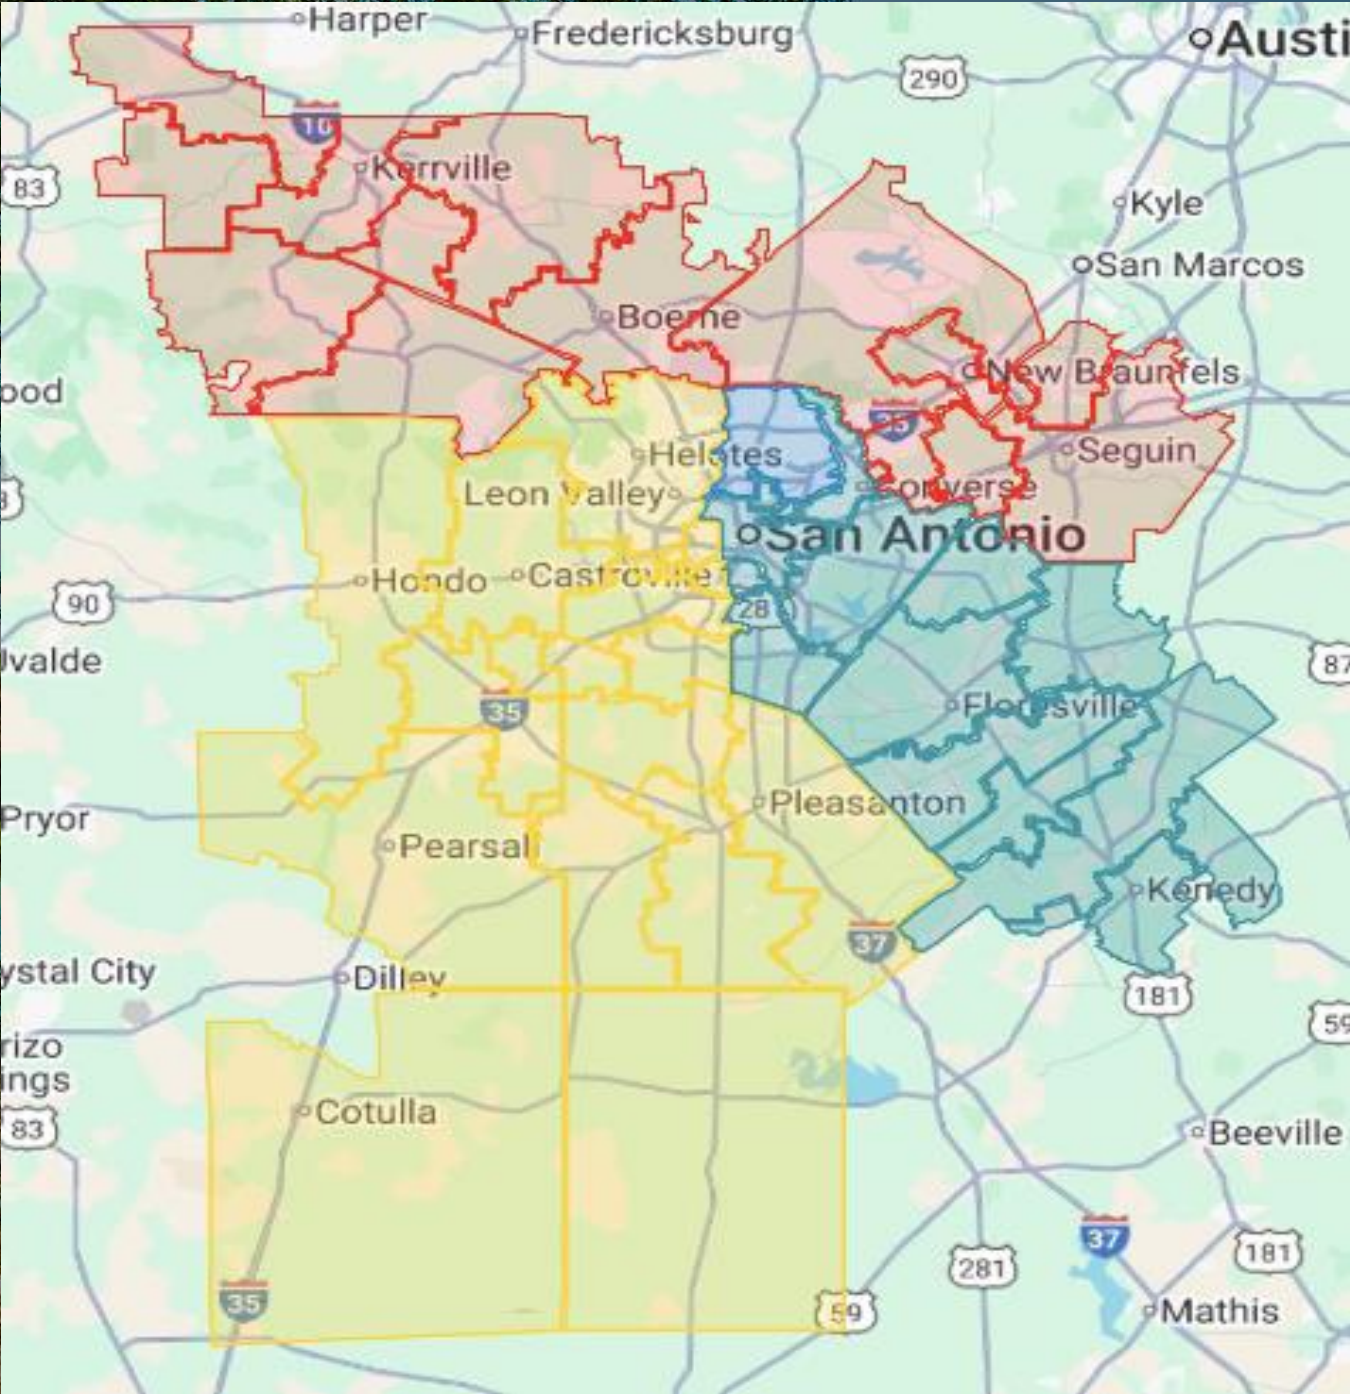 Harper
Fredericksburg
Austi
290
10
Kerrville
83
Kyle
San Marcos
Boerne
New Braunfels
ood
35
Helotes
Seguin
Leon Valley
Converse
San Antonio
Hondo
Castroville
90
28
Uvalde
87
35
Floresville
Pleasanton
Pryor
Pearsall
Kenedy
37
ystal City
Dilley
181
59
rizo
ings
Cotulla
83
Beeville
37
181
281
35
59
Mathis